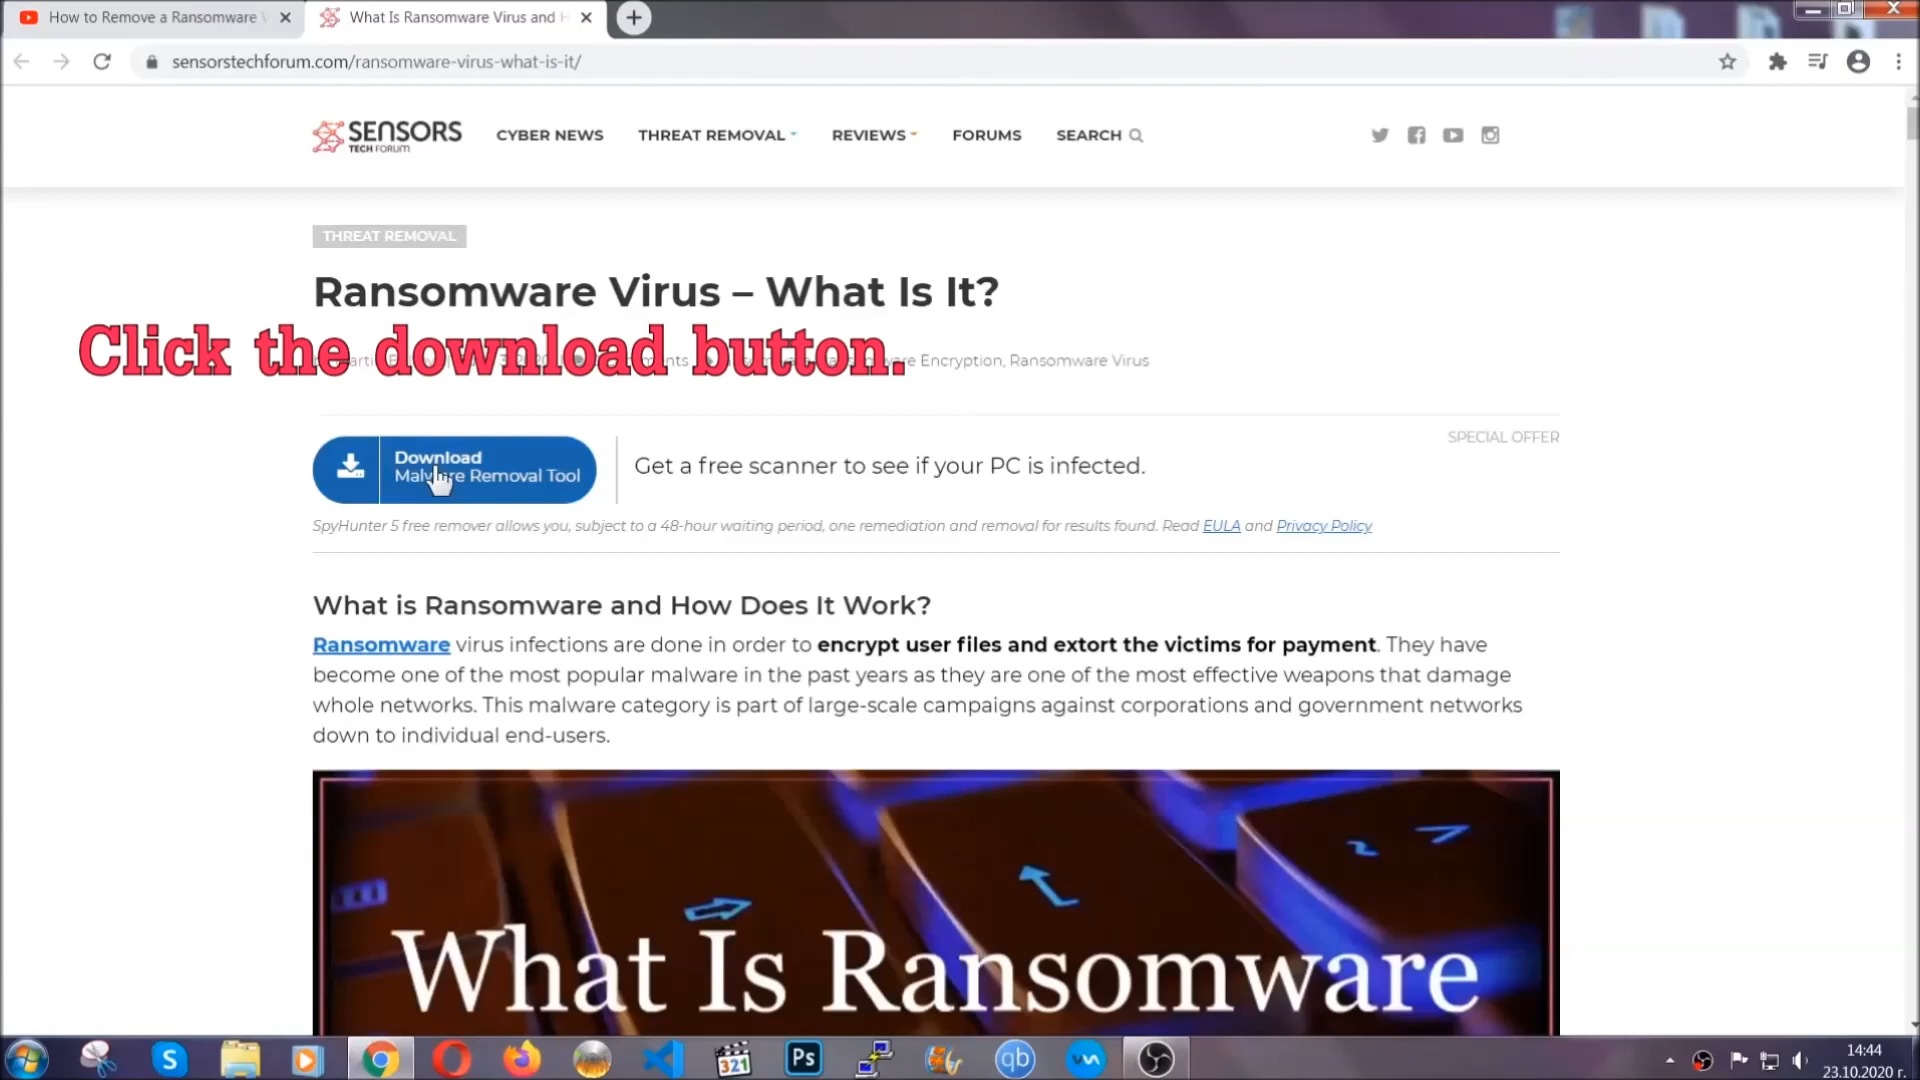 How to Remove a Ransomware
What Is Ransomware Virus and
sensorstechforum.com/ransomware-virus-what-is-it/
SENSORS
TECH FORUM
CYBER NEWS
THREAT REMOVAL
REVIEWS
FORUMS
SEARCH
THREAT REMOVAL
Ransomware Virus – What Is It?
Click the download button.
Encryption, Ransomware Virus
SPECIAL OFFER
Download
Malware Removal Tool
Get a free scanner to see if your PC is infected.
SpyHunter 5 free remover allows you, subject to a 48-hour waiting period, one remediation and removal for results found. Read EULA and Privacy Policy
What is Ransomware and How Does It Work?
Ransomware virus infections are done in order to encrypt user files and extort the victims for payment. They have
become one of the most popular malware in the past years as they are one of the most effective weapons that damage
whole networks. This malware category is part of large-scale campaigns against corporations and government networks
down to individual end-users.
What Is Ransomware
S
321
Ps
qb
14:44
23.10.2020 г.